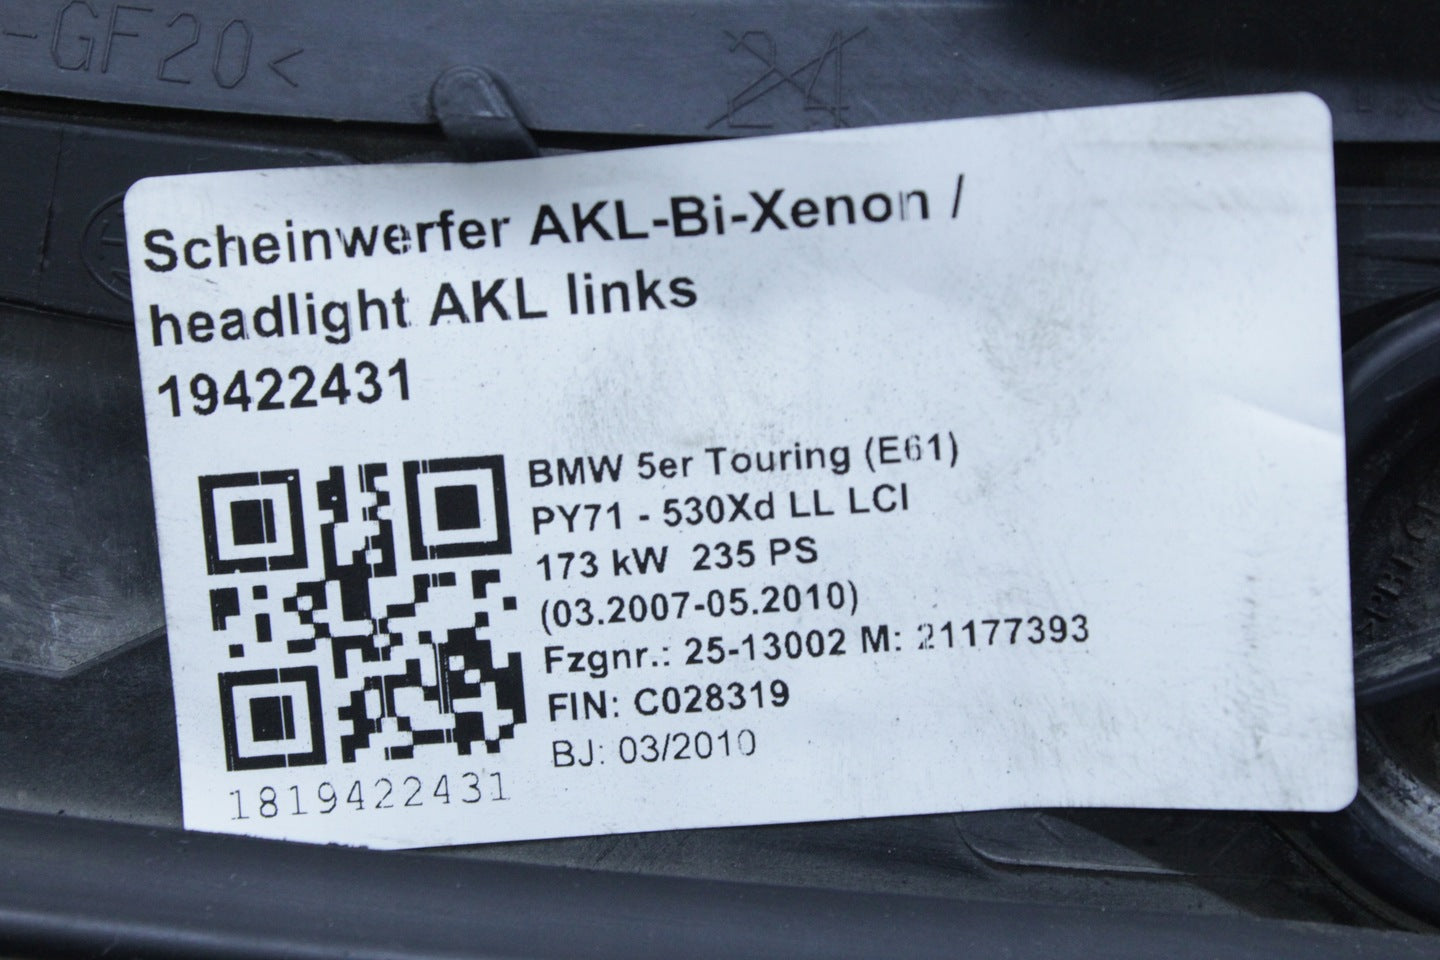 -GF20<
24
Scheinwerfer AKL-Bi-Xenon /
headlight AKL links
19422431
BMW 5er Touring (E61)
PY71 - 530Xd LL LCI
173 kW 235 PS
(03.2007-05.2010)
Fzgnr.: 25-13002 M: 21177393
FIN: C028319
BJ: 03/2010
1819422431